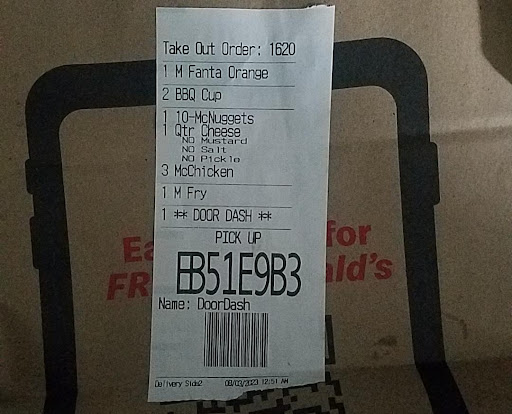 Take Out Order: 1620
1 M Fanta Orange
2 BBQ Cup
1 10-McNuggets
1 Qtr Cheese
NO Mustard
NO Salt
NO Pickle
3 McChicken
1 M Fry
1 ** DOOR DASH **
PICK UP
EB51E9B3
Name: DoorDash
Delivery Side2 08/03/2023 12:51 AM
for
ald's